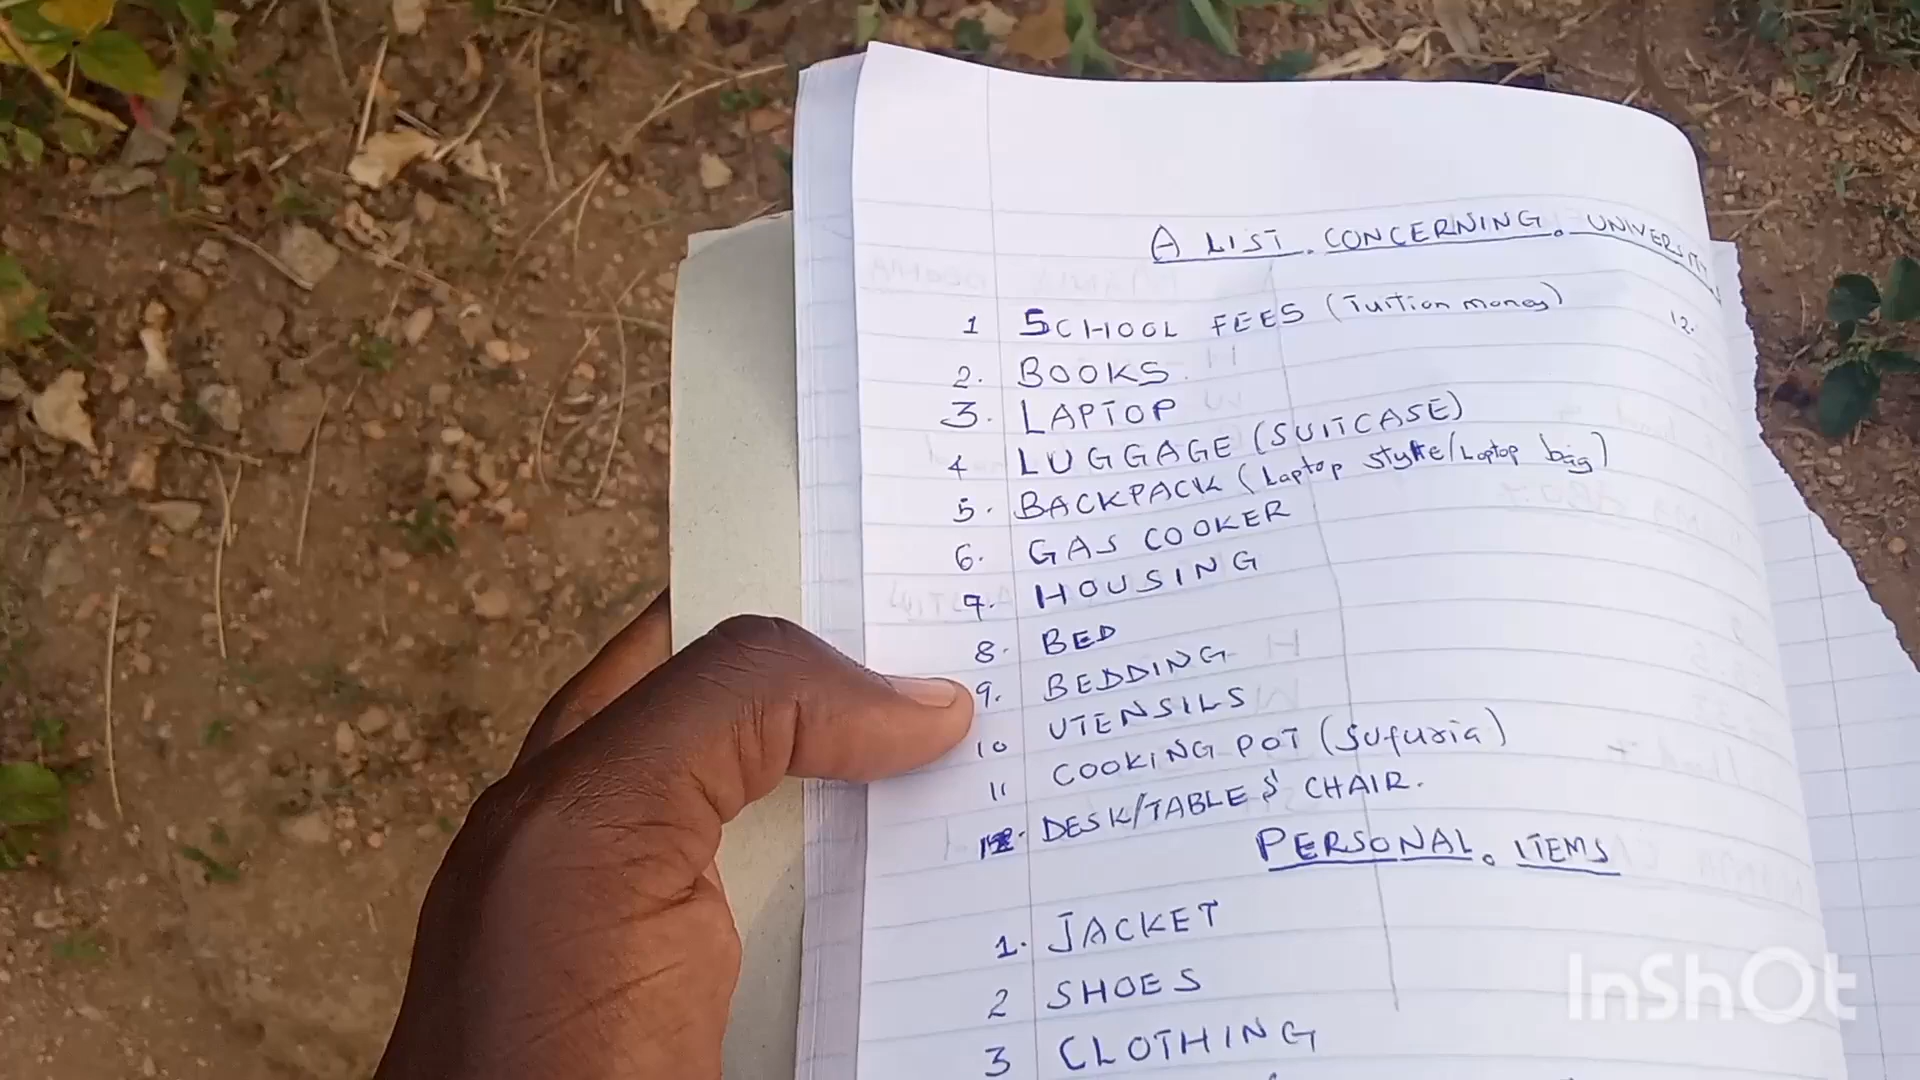 A LIST. CONCERNING. UNIVERSITY
1 SCHOOL FEES (Tuition money)
12.
2. BOOKS.
3. LAPTOP
4 LUGGAGE (SUITCASE)
5. BACKPACK (Laptop style/Laptop bag)
6. GAS COOKER
7. HOUSING
8. BED
9. BEDDING
10 UTENSILS
11 COOKING POT (Sufuria)
12. DESK/TABLE & CHAIR.
PERSONAL. ITEMS
1. JACKET
2 SHOES
3 CLOTHING
InShOt